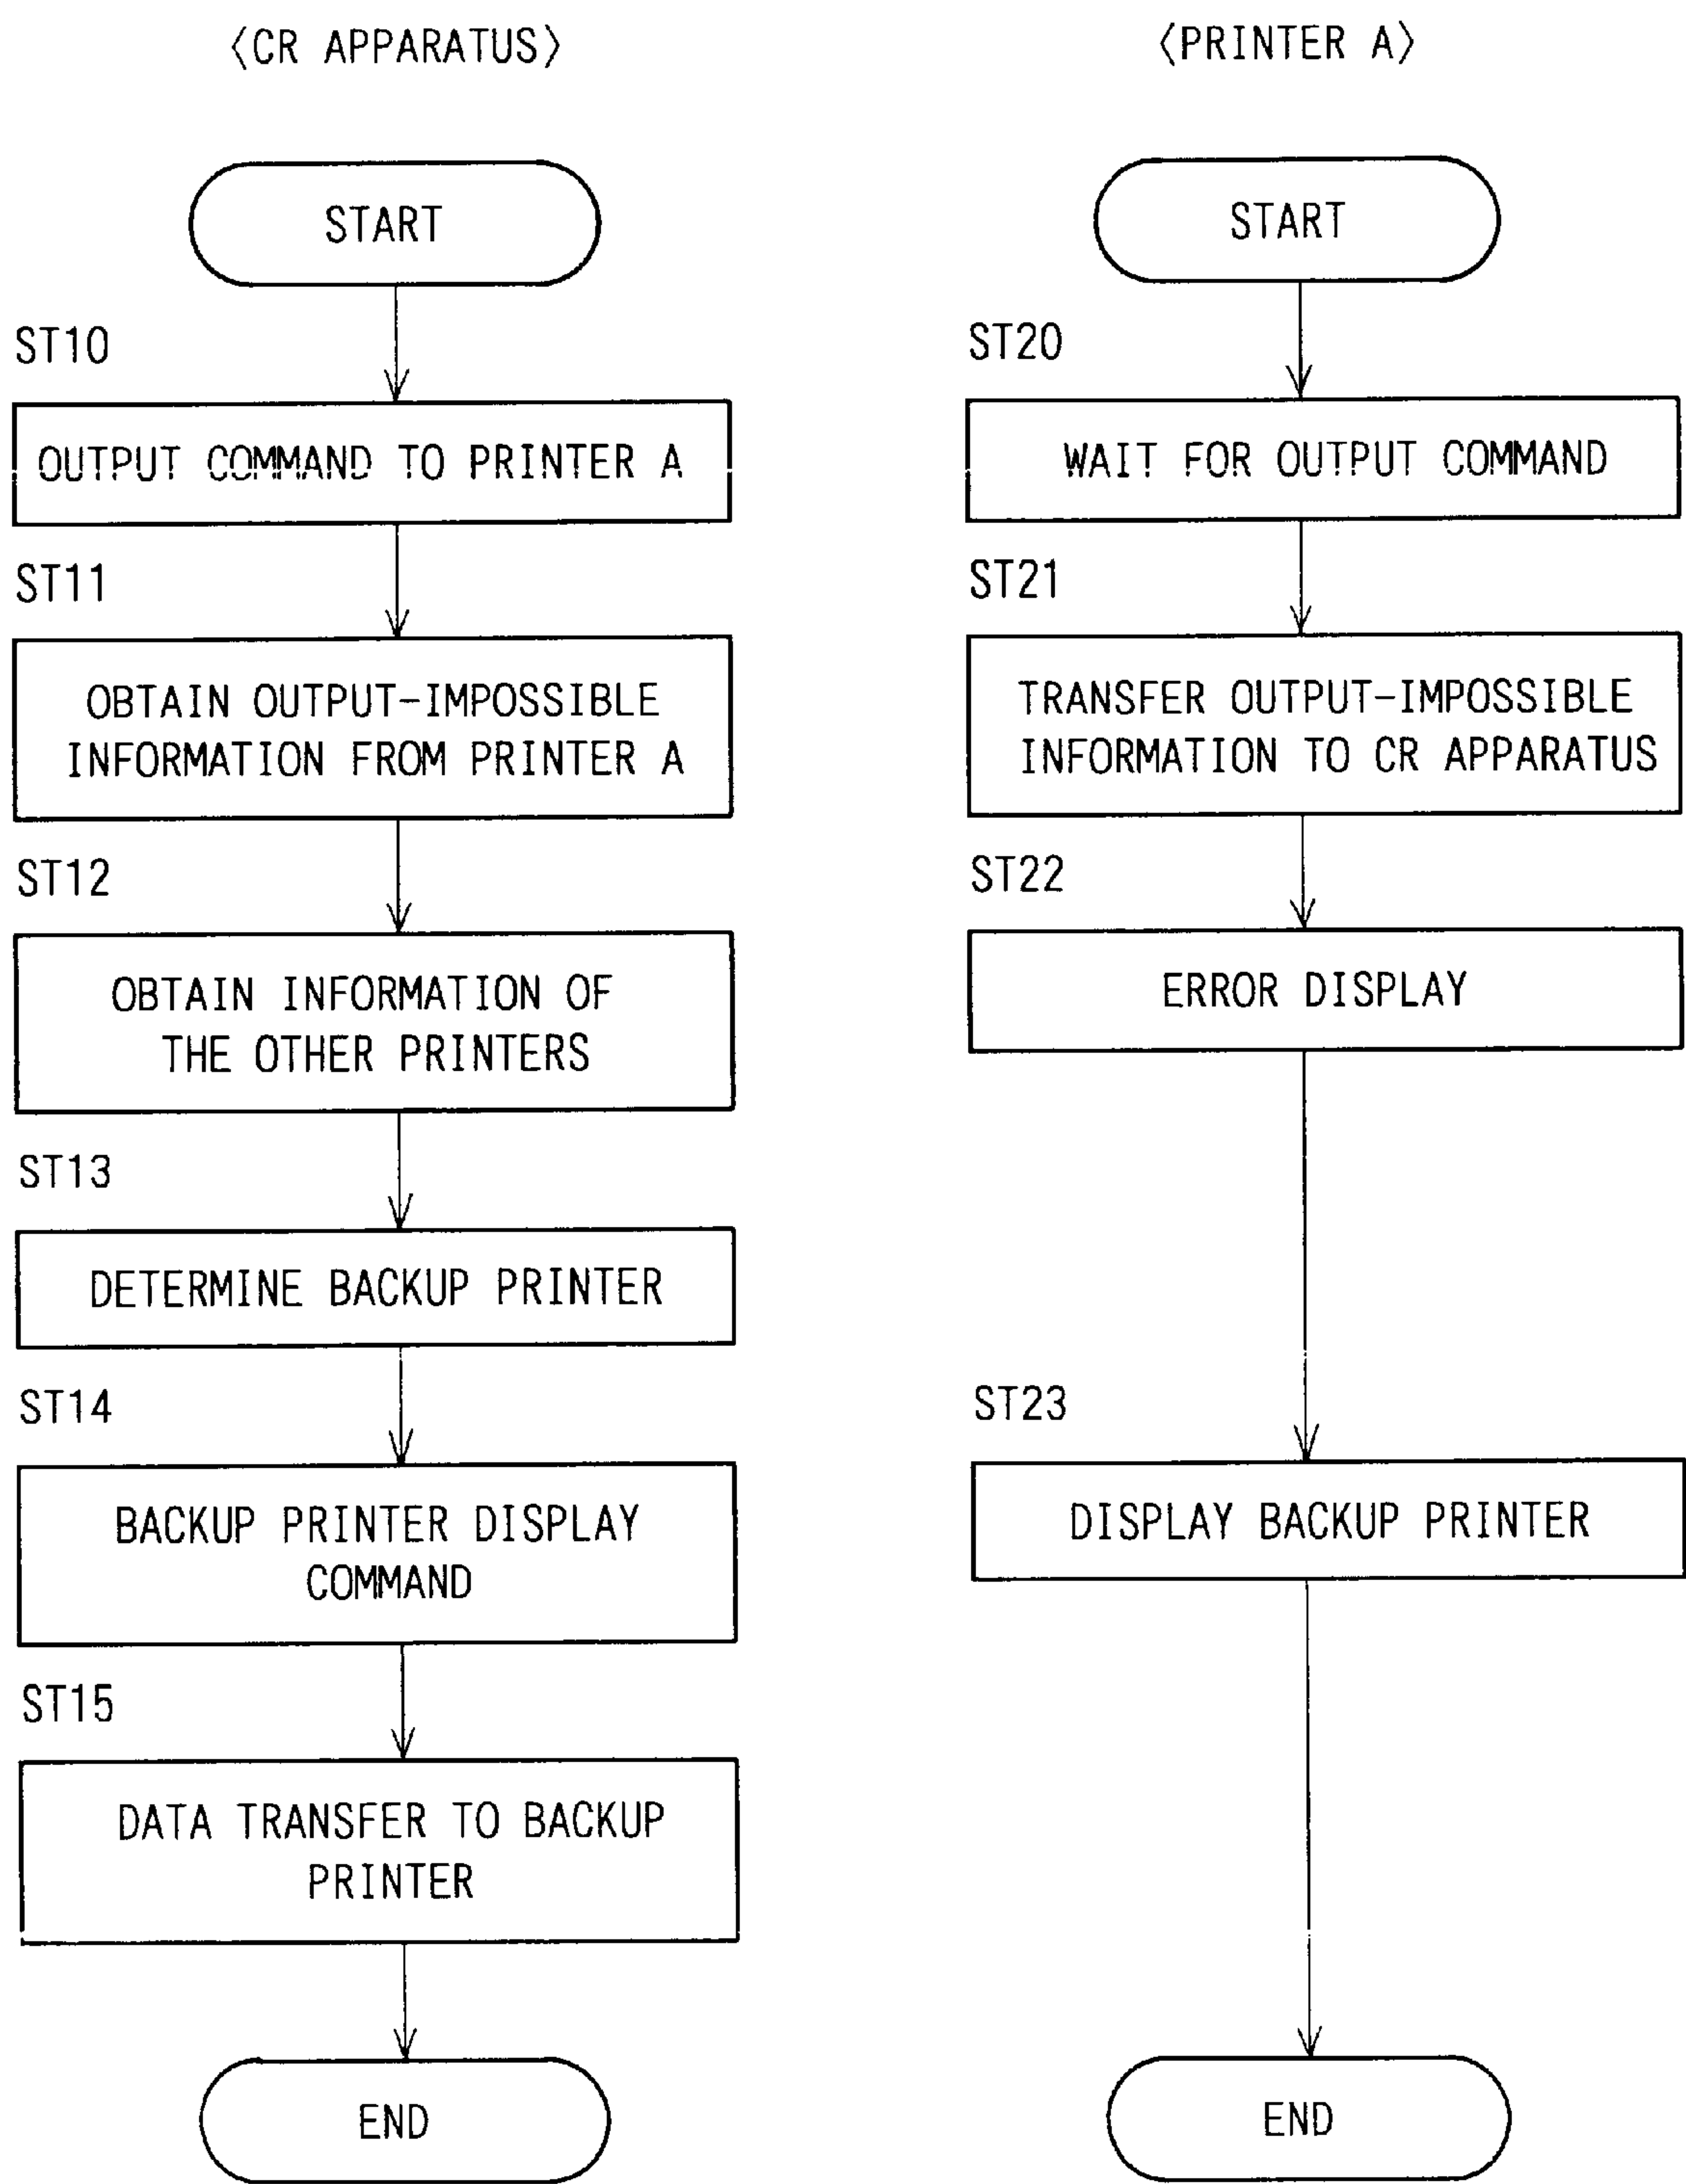 〈CR APPARATUS〉
START
ST10
OUTPUT COMMAND TO PRINTER A
ST11
OBTAIN OUTPUT-IMPOSSIBLE
INFORMATION FROM PRINTER A
ST12
OBTAIN INFORMATION OF
THE OTHER PRINTERS
ST13
DETERMINE BACKUP PRINTER
ST14
BACKUP PRINTER DISPLAY
COMMAND
ST15
DATA TRANSFER TO BACKUP
PRINTER
END
〈PRINTER A〉
START
ST20
WAIT FOR OUTPUT COMMAND
ST21
TRANSFER OUTPUT-IMPOSSIBLE
INFORMATION TO CR APPARATUS
ST22
ERROR DISPLAY
ST23
DISPLAY BACKUP PRINTER
END